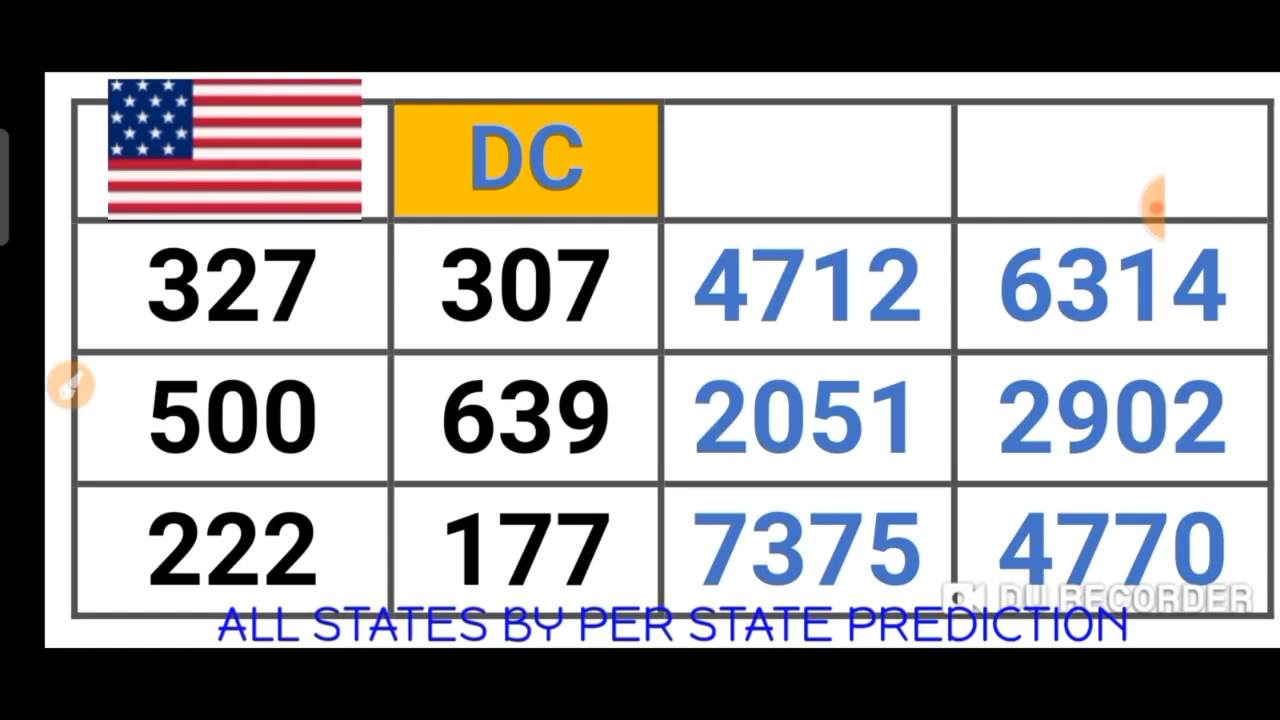 DC
327 307 4712 6314
500 639 2051 2902
222 177 7375 4770
DU RECORDER
ALL STATES BY PER STATE PREDICTION